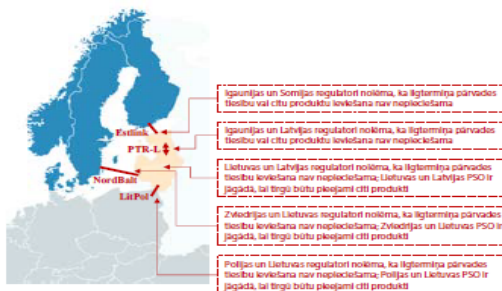 Estlink
PTR-L
NordBalt
LitPol
Igaunijas un Somijas regulatori nolēma, ka ilgtermiņa pārvades
tiesību vai citu produktu ieviešana nav nepieciešama
Igaunijas un Latvijas regulatori nolēma, ka ilgtermiņa pārvades
tiesību vai citu produktu ieviešana nav nepieciešama
Lietuvas un Latvijas regulatori nolēma, ka ilgtermiņa pārvades
tiesību ieviešana nav nepieciešama; Lietuvas un Latvijas PSO ir
jāgādā, lai tirgū būtu pieejami citi produkti
Zviedrijas un Lietuvas regulatori nolēma, ka ilgtermiņa pārvades
tiesību ieviešana nav nepieciešama; Zviedrijas un Lietuvas PSO ir
jāgādā, lai tirgū būtu pieejami citi produkti
Polijas un Lietuvas regulatori nolēma, ka ilgtermiņa pārvades
tiesību ieviešana nav nepieciešama; Polijas un Lietuvas PSO ir
jāgādā, lai tirgū būtu pieejami citi produkti